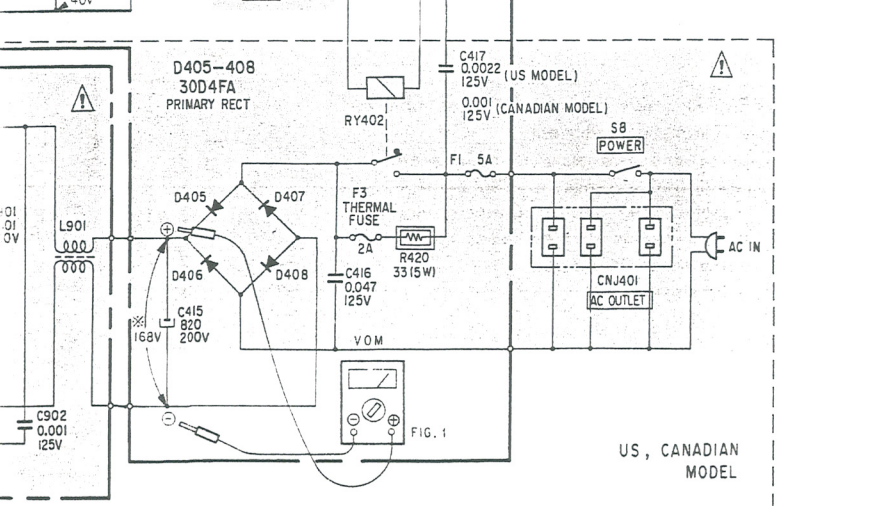 40V
D405-408
30D4FA
PRIMARY RECT
C417
0.0022 (US MODEL)
125V
0.001 (CANADIAN MODEL)
125V
RY402
S8
POWER
F1 5A
D405
D407
F3
THERMAL
FUSE
2A
L901
01
01
0V
R420
33(5W)
AC IN
D406
D408
C416
0.047
125V
CNJ401
AC OUTLET
C415
820
200V
※
168V
VOM
C902
0.001
125V
FIG. 1
US, CANADIAN
MODEL